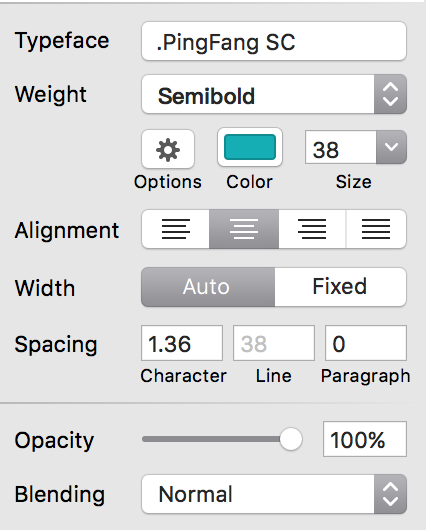 Typeface .PingFang SC
Weight Semibold
38
Options Color Size
Alignment
Width Auto Fixed
Spacing 1.36 38 0
Character Line Paragraph
Opacity 100%
Blending Normal